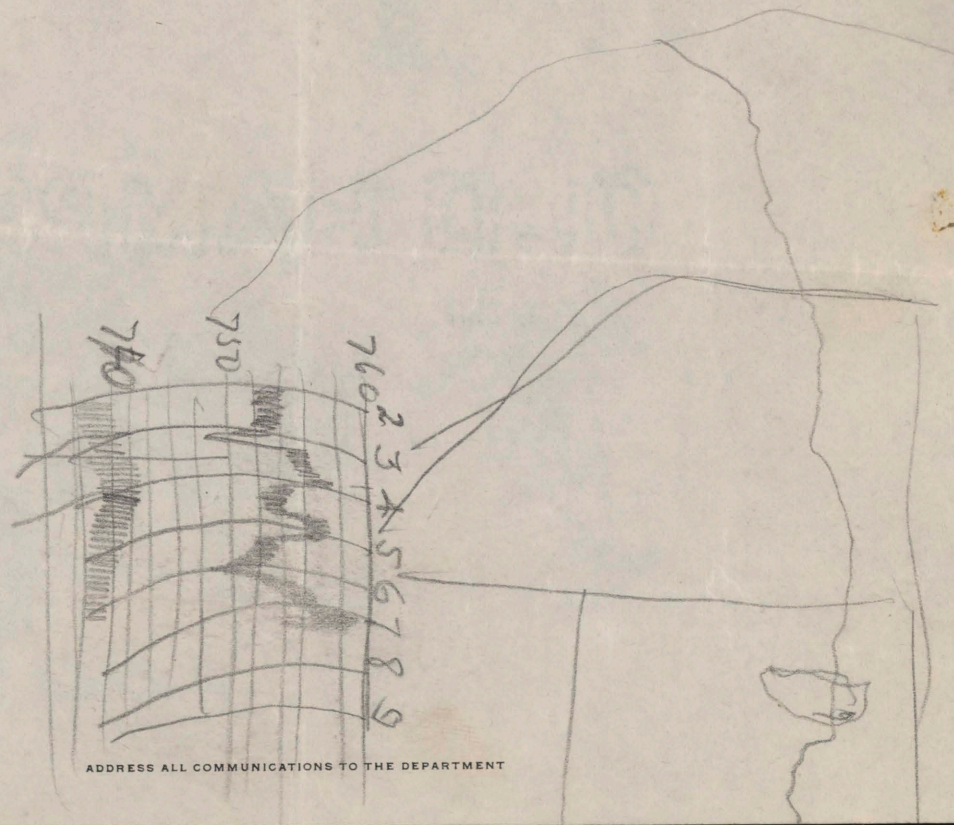 740
750
760
2 3 4 5 6 7 8 9
ADDRESS ALL COMMUNICATIONS TO THE DEPARTMENT